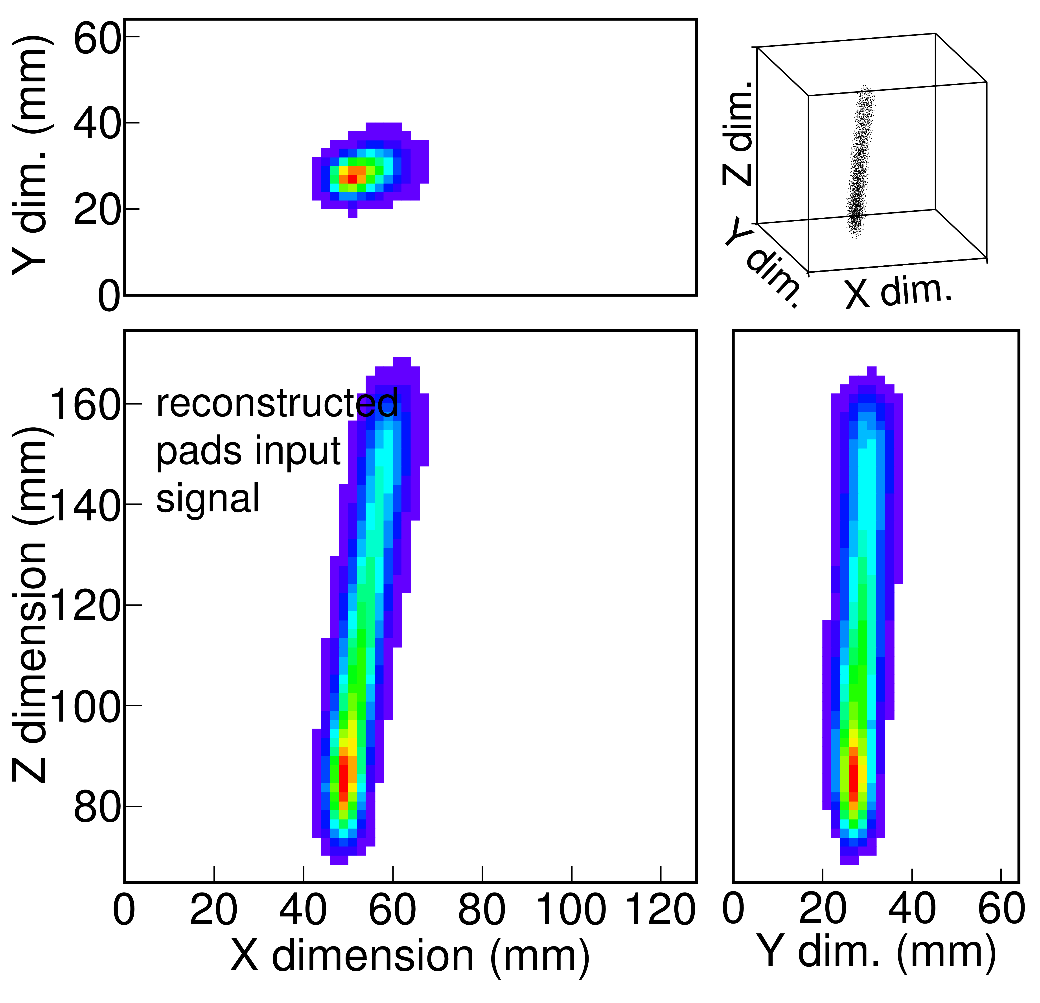 Y dim. (mm)
60
40
20
0
Z dim.
Y dim.
X dim.
reconstructed
pads input
signal
Z dimension (mm)
160
140
120
100
80
0 20 40 60 80 100 120
X dimension (mm)
0 20 40 60
Y dim. (mm)